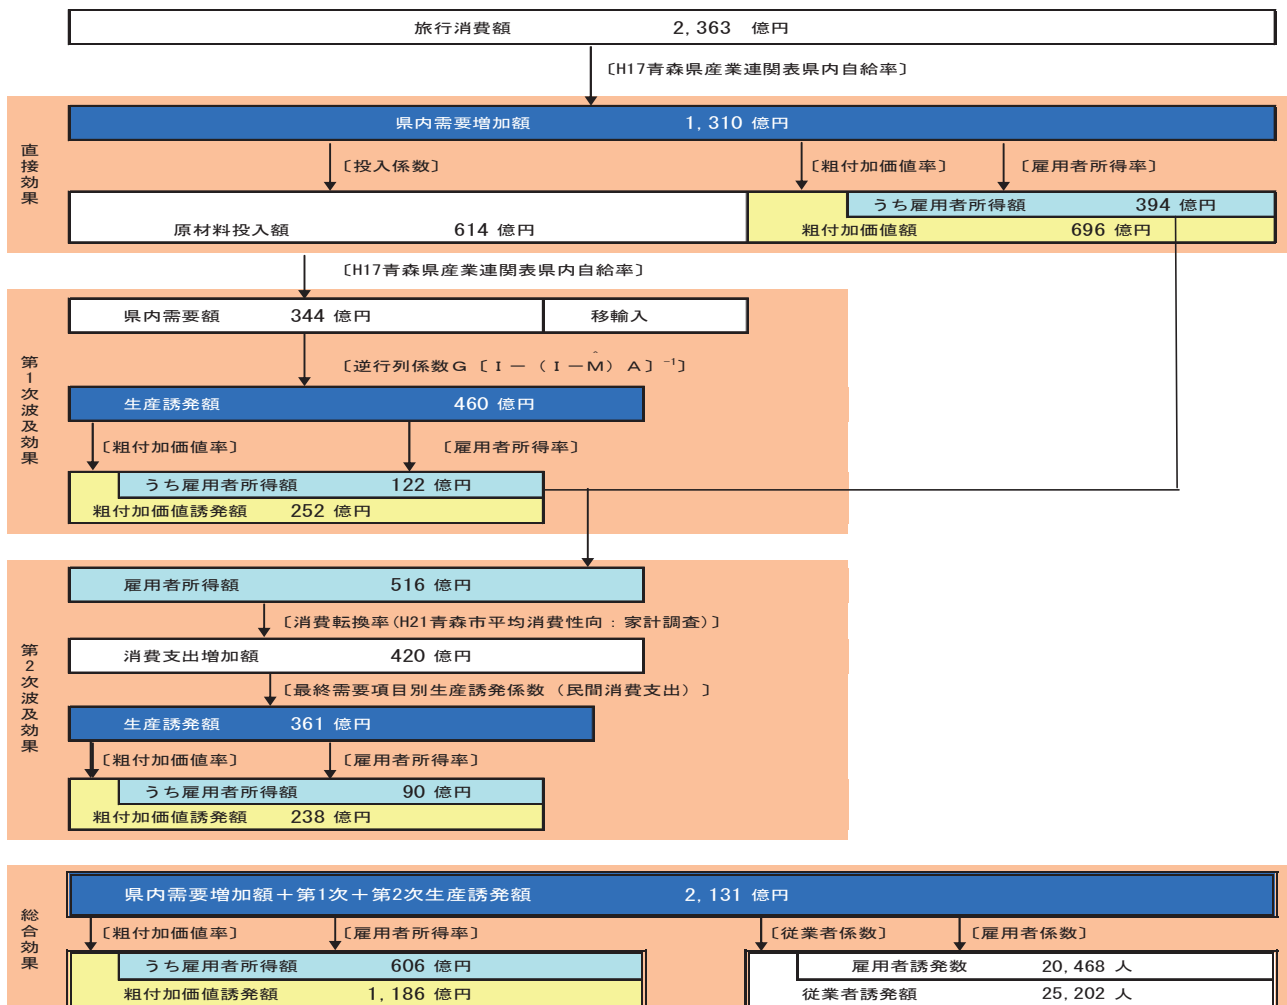 旅行消費額 2,363 億円
〔H17青森県産業連関表県内自給率〕
直接効果
県内需要増加額 1,310 億円
〔投入係数〕 〔粗付加価値率〕 〔雇用者所得率〕
うち雇用者所得額 394 億円
原材料投入額 614 億円 粗付加価値額 696 億円
〔H17青森県産業連関表県内自給率〕
第1次波及効果
県内需要額 344 億円 移輸入
〔逆行列係数G〔I-(I-M̂)A〕⁻¹〕
生産誘発額 460 億円
〔粗付加価値率〕 〔雇用者所得率〕
うち雇用者所得額 122 億円
粗付加価値誘発額 252 億円
第2次波及効果
雇用者所得額 516 億円
〔消費転換率(H21青森市平均消費性向:家計調査)〕
消費支出増加額 420 億円
〔最終需要項目別生産誘発係数(民間消費支出)〕
生産誘発額 361 億円
〔粗付加価値率〕 〔雇用者所得率〕
うち雇用者所得額 90 億円
粗付加価値誘発額 238 億円
総合効果
県内需要増加額+第1次+第2次生産誘発額 2,131 億円
〔粗付加価値率〕 〔雇用者所得率〕 〔従業者係数〕 〔雇用者係数〕
うち雇用者所得額 606 億円 雇用者誘発数 20,468 人
粗付加価値誘発額 1,186 億円 従業者誘発額 25,202 人